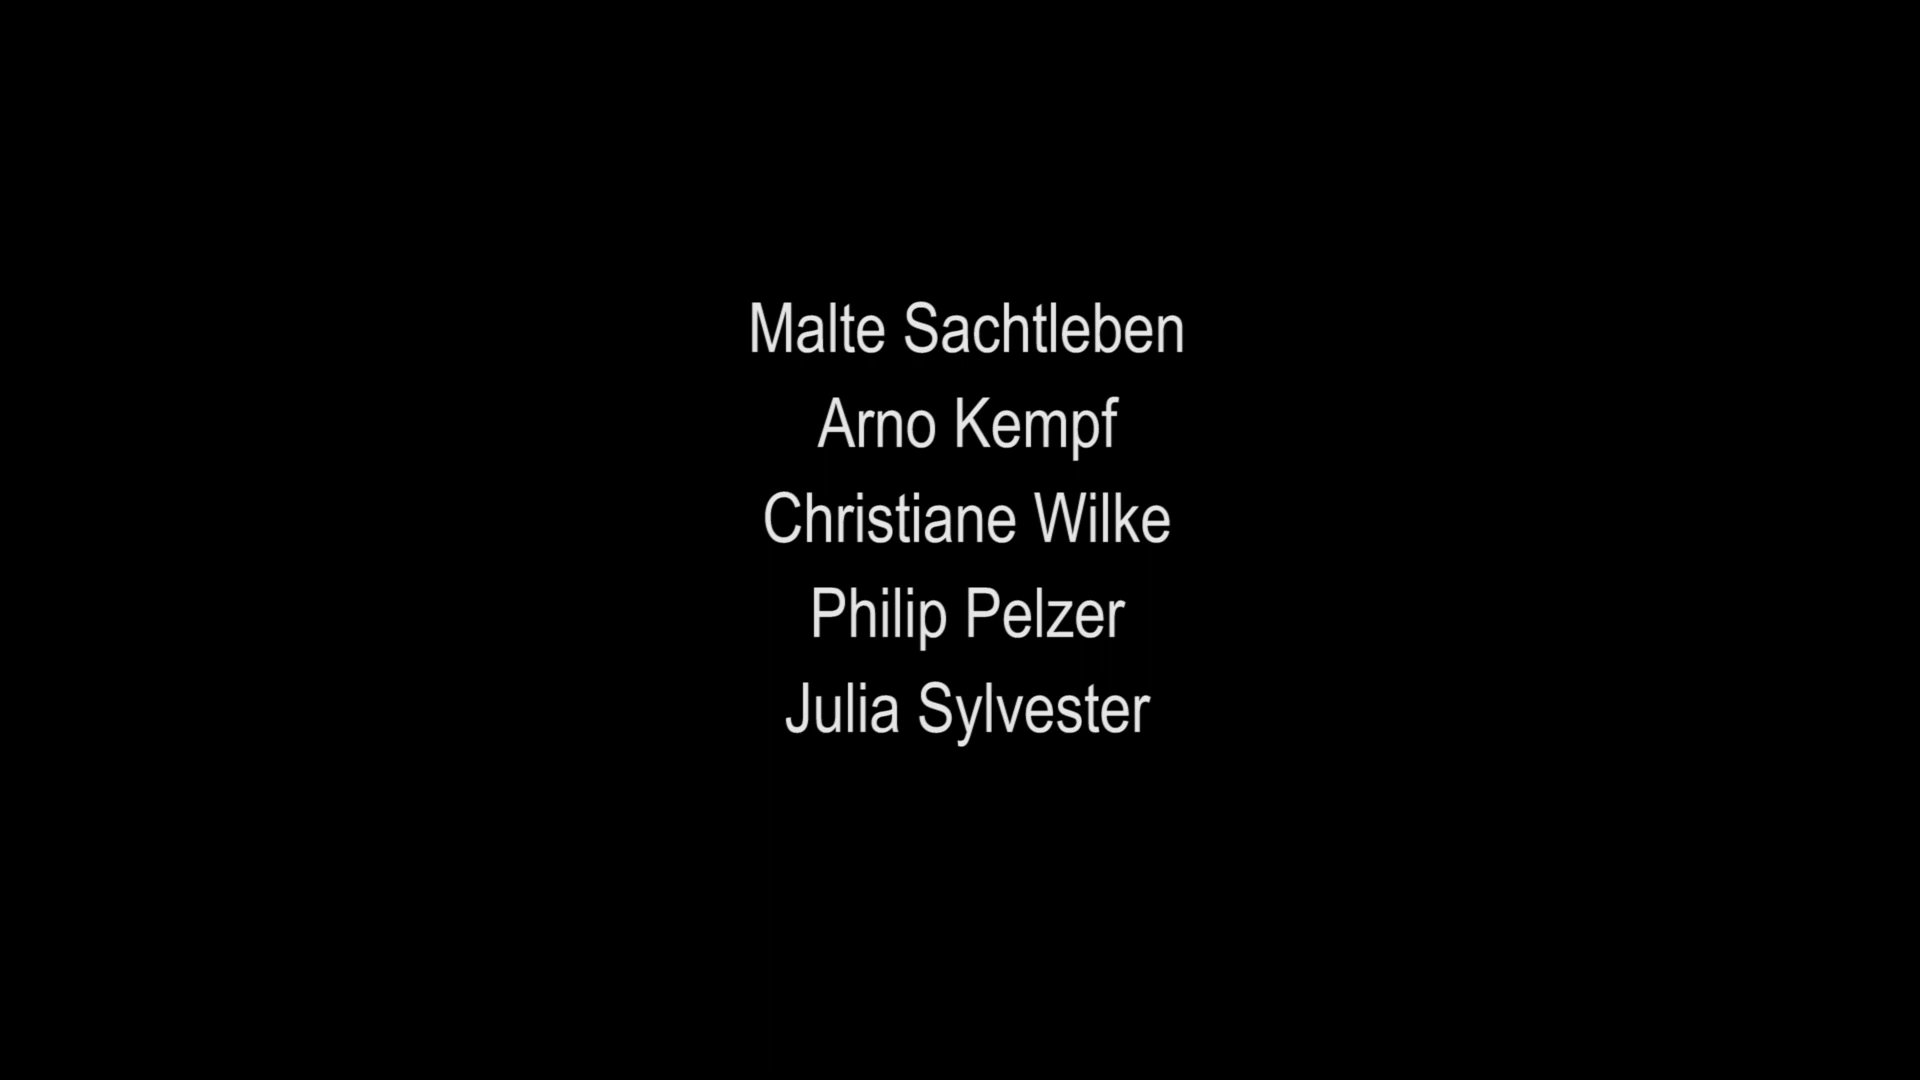 Malte Sachtleben
Arno Kempf
Christiane Wilke
Philip Pelzer
Julia Sylvester